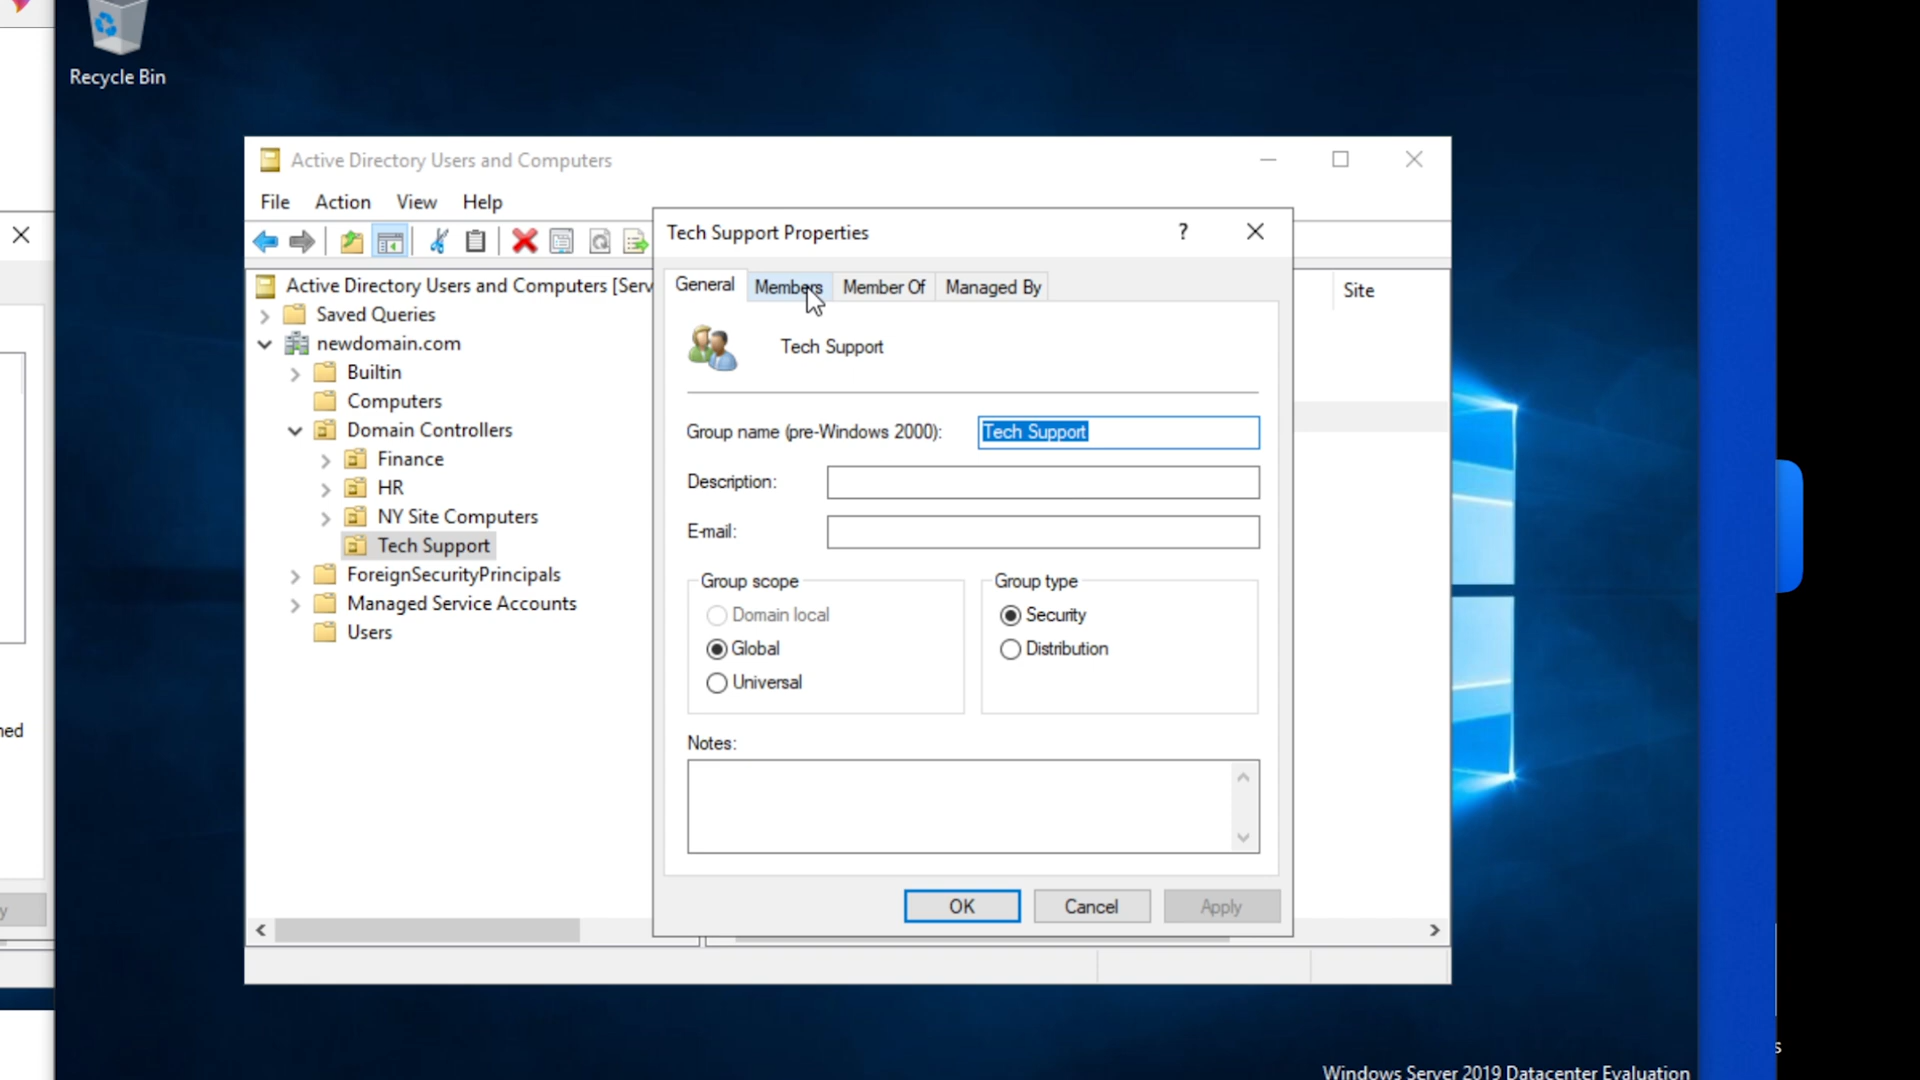 Recycle Bin
Active Directory Users and Computers
File Action View Help
Tech Support Properties
?
Active Directory Users and Computers [Serv
General Members Member Of Managed By
Site
Saved Queries
newdomain.com
Tech Support
Builtin
Computers
Domain Controllers
Group name (pre-Windows 2000): Tech Support
Finance
Description:
HR
NY Site Computers
E-mail:
Tech Support
ForeignSecurityPrincipals
Group scope
Group type
Managed Service Accounts
Domain local
Security
Users
Global
Distribution
Universal
ned
Notes:
OK Cancel Apply
y
s
Windows Server 2019 Datacenter Evaluation